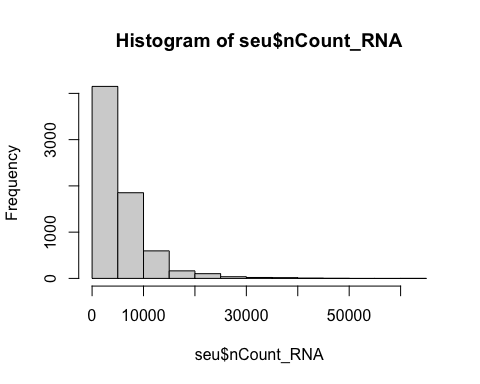 Histogram of seu$nCount_RNA
Frequency
3000
1000
0
0 10000 30000 50000
seu$nCount_RNA